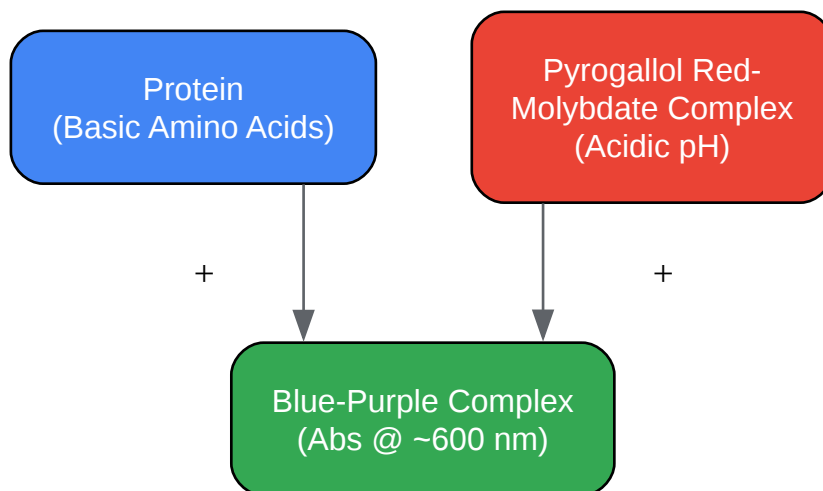 Protein
(Basic Amino Acids)
Pyrogallol Red-
Molybdate Complex
(Acidic pH)
+
+
Blue-Purple Complex
(Abs @ ~600 nm)